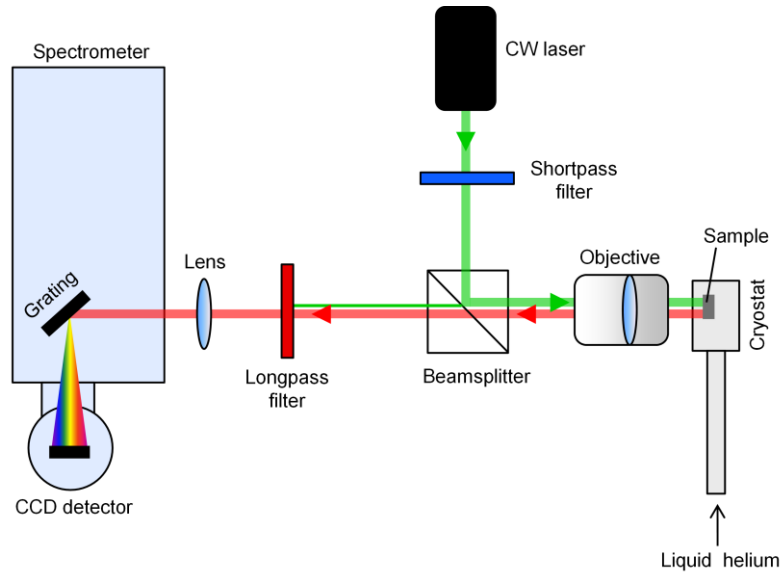 Spectrometer
CW laser
Shortpass
filter
Sample
Objective
Lens
Grating
Cryostat
Longpass
filter
Beamsplitter
CCD detector
Liquid helium